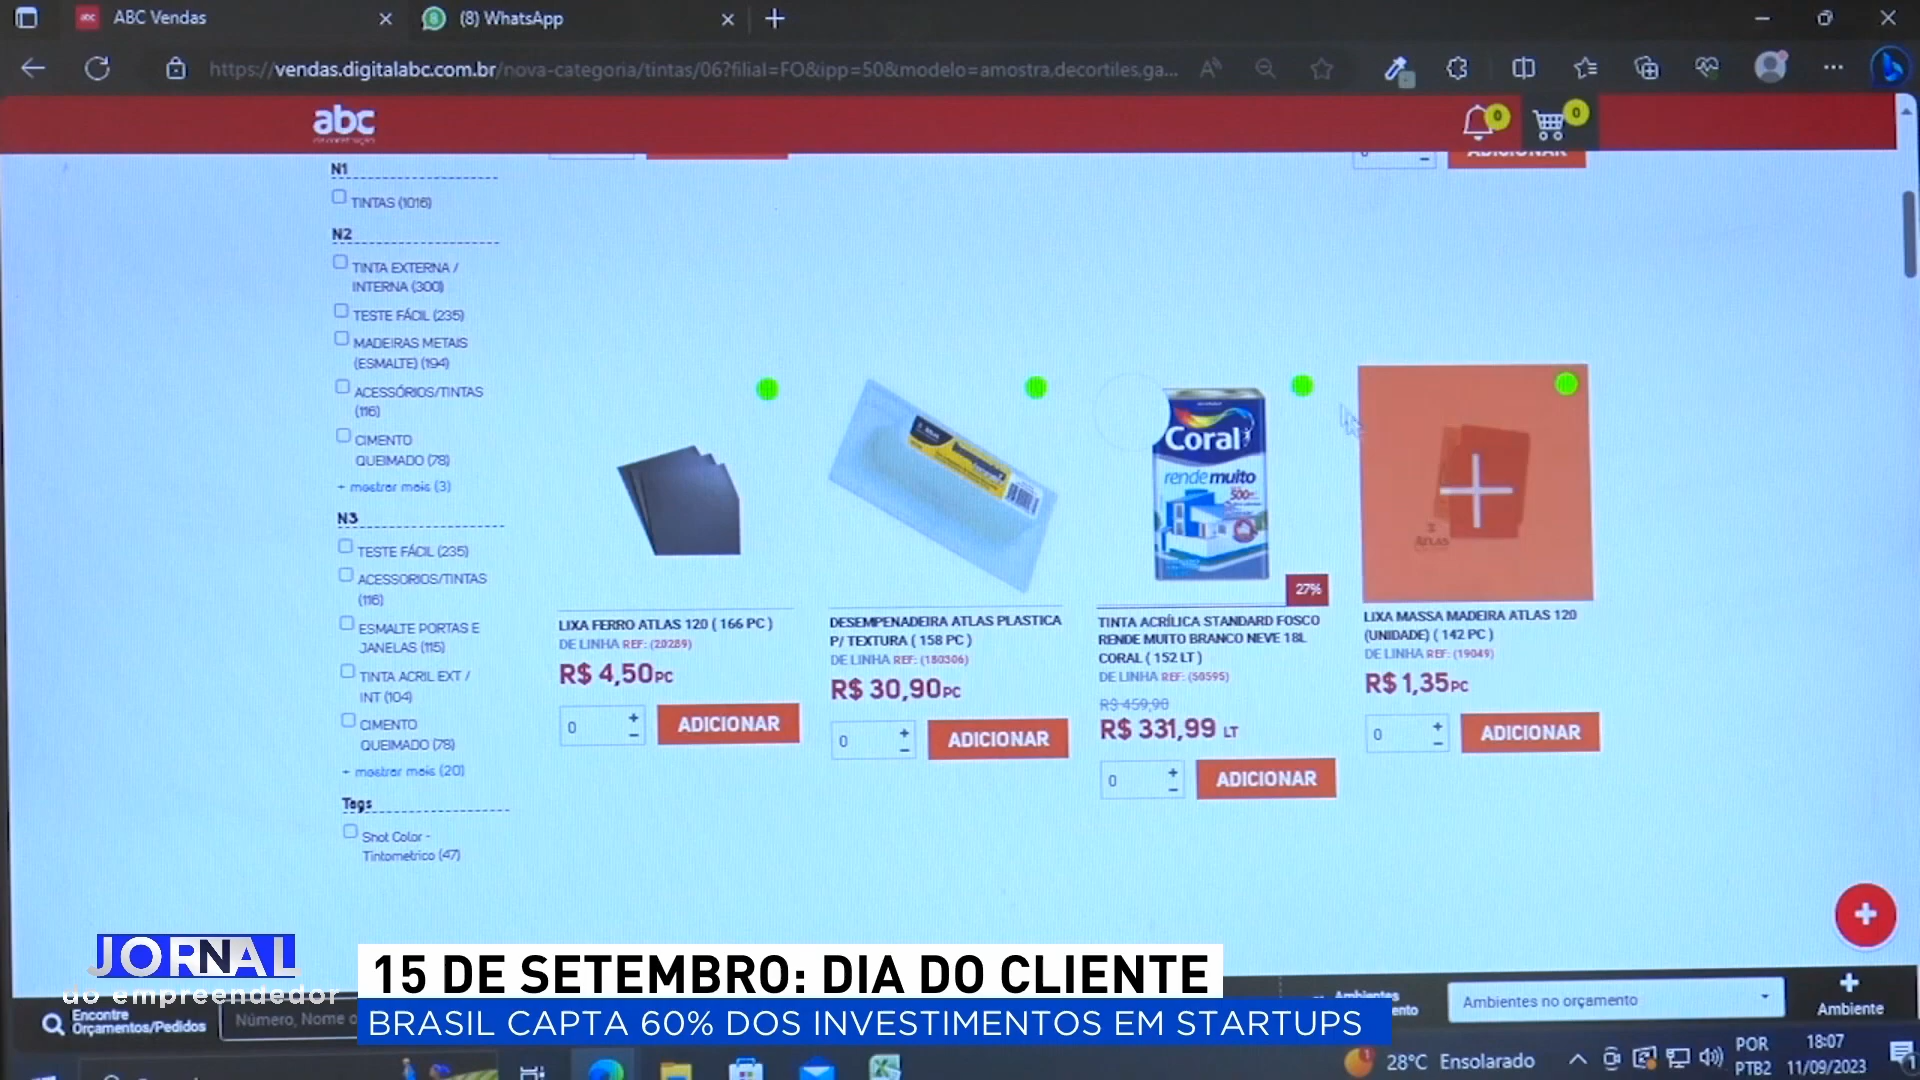 ABC Vendas
(8) WhatsApp
https://vendas.digitalabc.com.br/nova-categoria/tintas/06?filial=FO&ipp=50&modelo=amostra,decortiles,ga...
abc
0
0
ADICIONAR
N1
TINTAS (1016)
N2
TINTA EXTERNA /
INTERNA (300)
TESTE FÁCIL (235)
MADEIRAS METAIS
(ESMALTE) (194)
ACESSÓRIOS/TINTAS
(116)
CIMENTO
QUEIMADO (78)
+ mostrar mais (3)
N3
TESTE FÁCIL (235)
ACESSORIOS/TINTAS
(116)
ESMALTE PORTAS E
JANELAS (115)
TINTA ACRIL EXT /
INT (104)
CIMENTO
QUEIMADO (78)
+ mostrar mais (20)
Tags
Shot Color -
Tintometrico (47)
LIXA FERRO ATLAS 120 ( 166 PC )
DE LINHA REF: (20289)
R$ 4,50PC
0
ADICIONAR
DESEMPENADEIRA ATLAS PLASTICA
P/ TEXTURA ( 158 PC )
DE LINHA REF: (180306)
R$ 30,90PC
0
ADICIONAR
Coral
rende muito
500
27%
TINTA ACRÍLICA STANDARD FOSCO
RENDE MUITO BRANCO NEVE 18L
CORAL ( 152 LT )
DE LINHA REF: (50595)
R$ 459,90
R$ 331,99 LT
0
ADICIONAR
ATLAS
LIXA MASSA MADEIRA ATLAS 120
(UNIDADE) ( 142 PC )
DE LINHA REF: (19049)
R$ 1,35PC
0
ADICIONAR
JORNAL
do empreendedor
15 DE SETEMBRO: DIA DO CLIENTE
BRASIL CAPTA 60% DOS INVESTIMENTOS EM STARTUPS
Encontre
Orçamentos/Pedidos
Número, Nome o
Ambientes
Ambientes no orçamento
Ambiente
28°C Ensolarado
POR
PTB2
18:07
11/09/2023